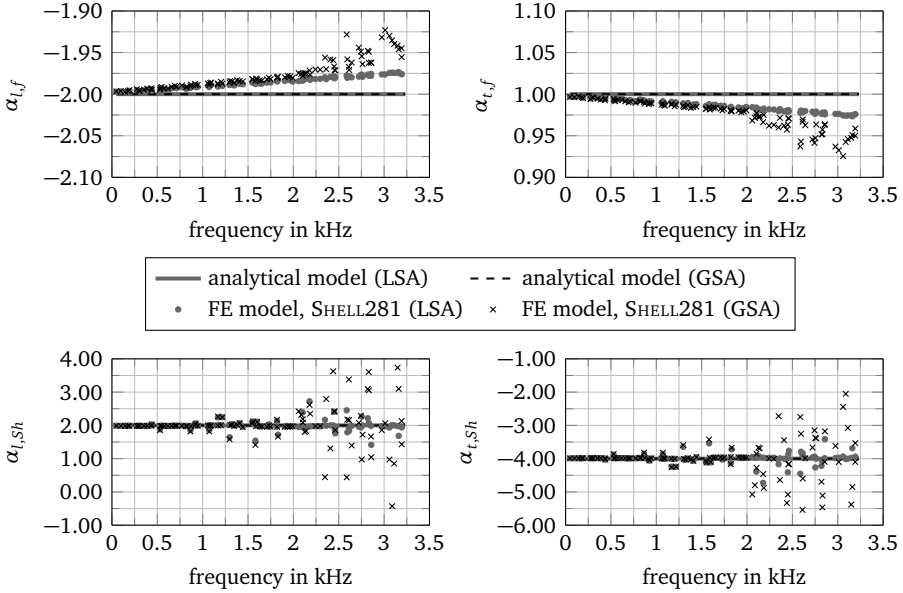 −1.90
−1.95
−2.00
−2.05
−2.10
α_l,f
0 0.5 1 1.5 2 2.5 3 3.5
frequency in kHz
1.10
1.05
1.00
0.95
0.90
α_t,f
0 0.5 1 1.5 2 2.5 3 3.5
frequency in kHz
analytical model (LSA) analytical model (GSA)
FE model, SHELL281 (LSA) FE model, SHELL281 (GSA)
4.00
3.00
2.00
1.00
0.00
−1.00
α_l,Sh
0 0.5 1 1.5 2 2.5 3 3.5
frequency in kHz
−1.00
−2.00
−3.00
−4.00
−5.00
−6.00
α_t,Sh
0 0.5 1 1.5 2 2.5 3 3.5
frequency in kHz